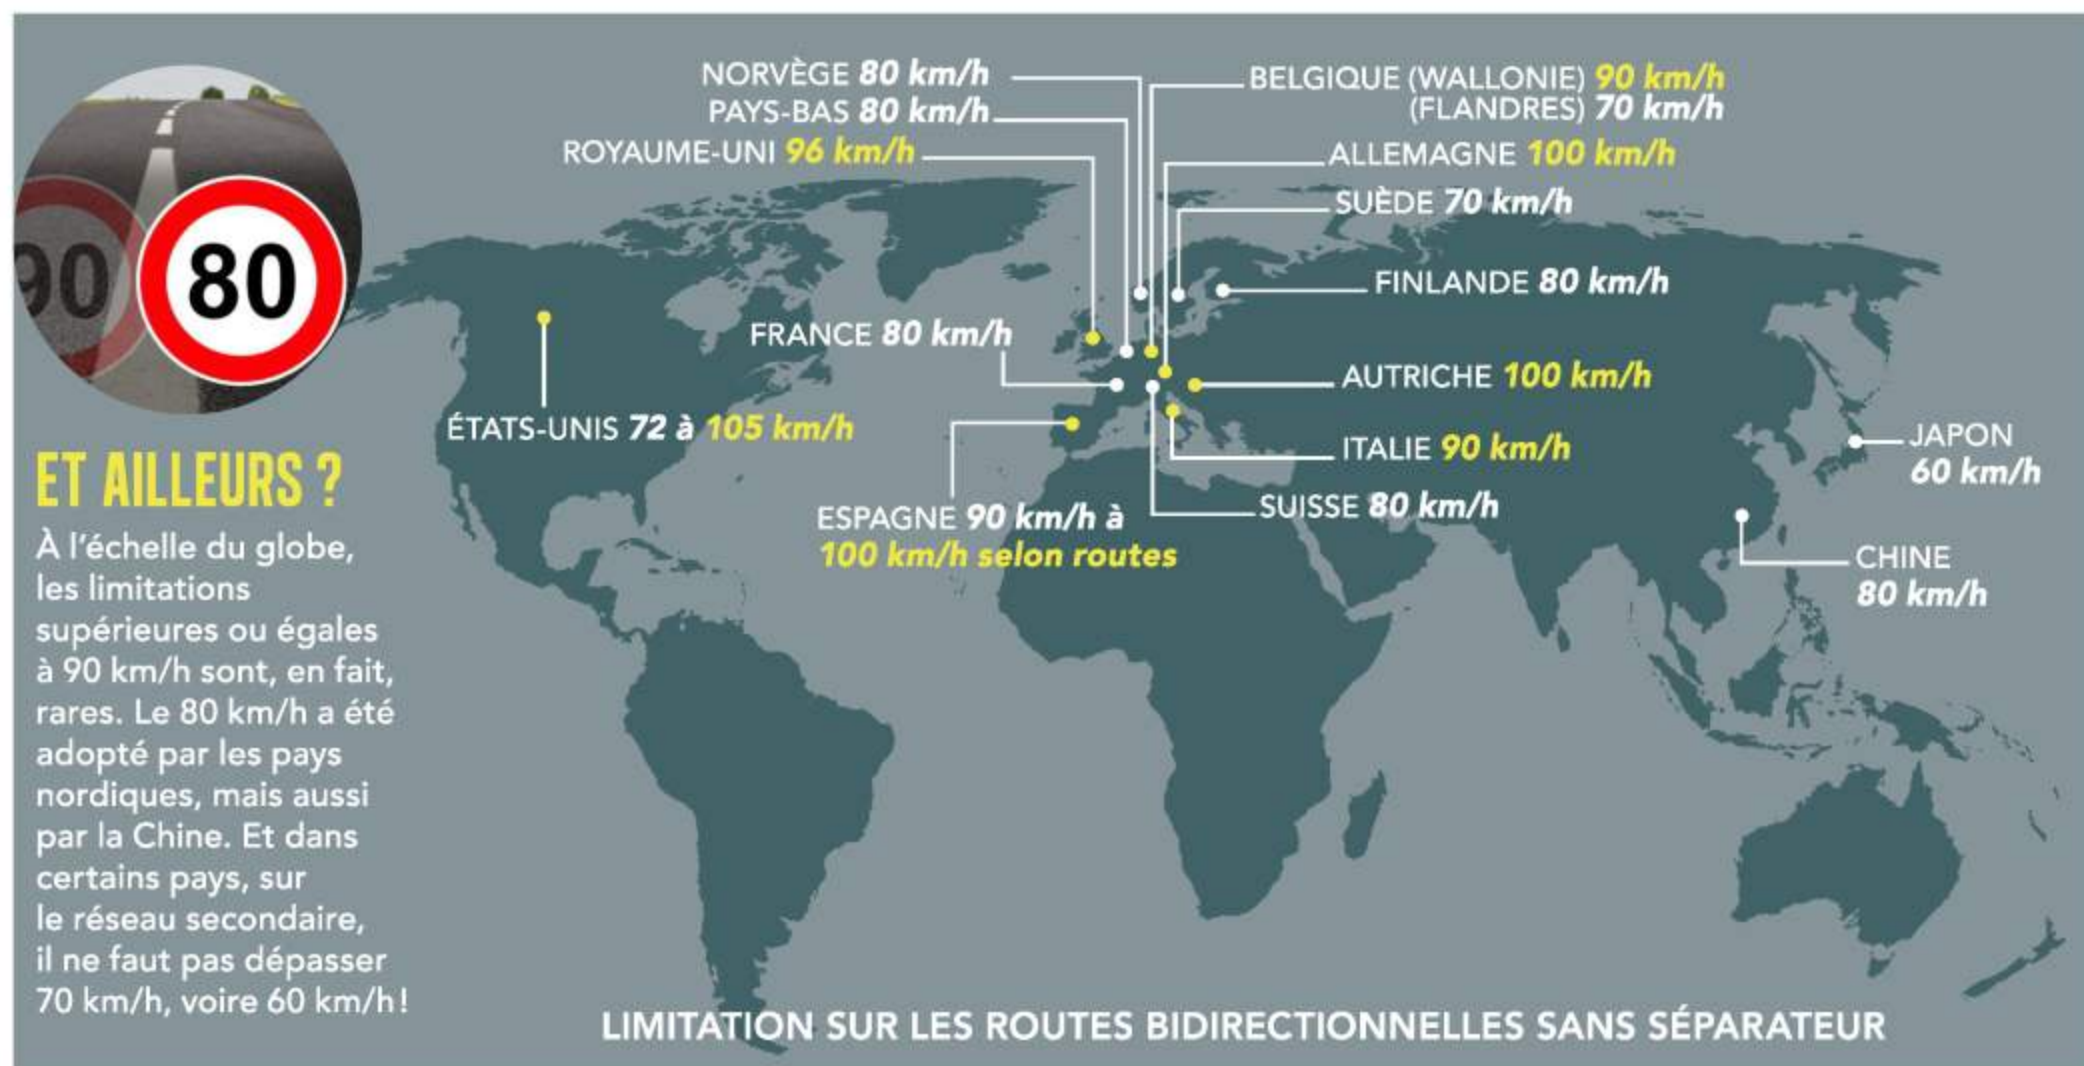 90
80
ET AILLEURS ?
À l'échelle du globe,
les limitations
supérieures ou égales
à 90 km/h sont, en fait,
rares. Le 80 km/h a été
adopté par les pays
nordiques, mais aussi
par la Chine. Et dans
certains pays, sur
le réseau secondaire,
il ne faut pas dépasser
70 km/h, voire 60 km/h!
NORVÈGE 80 km/h
PAYS-BAS 80 km/h
ROYAUME-UNI 96 km/h
BELGIQUE (WALLONIE) 90 km/h
(FLANDRES) 70 km/h
ALLEMAGNE 100 km/h
SUÈDE 70 km/h
FINLANDE 80 km/h
FRANCE 80 km/h
AUTRICHE 100 km/h
ÉTATS-UNIS 72 à 105 km/h
ITALIE 90 km/h
JAPON
60 km/h
ESPAGNE 90 km/h à
100 km/h selon routes
SUISSE 80 km/h
CHINE
80 km/h
LIMITATION SUR LES ROUTES BIDIRECTIONNELLES SANS SÉPARATEUR